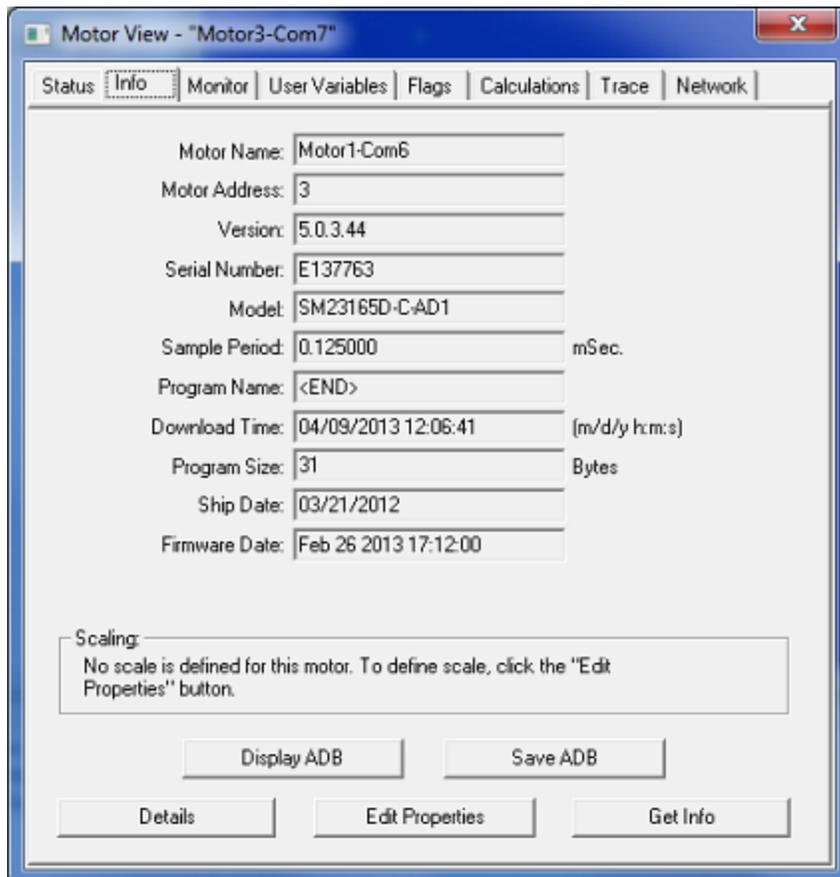 Motor View - "Motor3-Com7"
Status Info Monitor User Variables Flags Calculations Trace Network
Motor Name: Motor1-Com6
Motor Address: 3
Version: 5.0.3.44
Serial Number: E137763
Model: SM23165D-C-AD1
Sample Period: 0.125000 mSec.
Program Name: <END>
Download Time: 04/09/2013 12:06:41 (m/d/y h:m:s)
Program Size: 31 Bytes
Ship Date: 03/21/2012
Firmware Date: Feb 26 2013 17:12:00
Scaling:
No scale is defined for this motor. To define scale, click the "Edit
Properties" button.
Display ADB Save ADB
Details Edit Properties Get Info